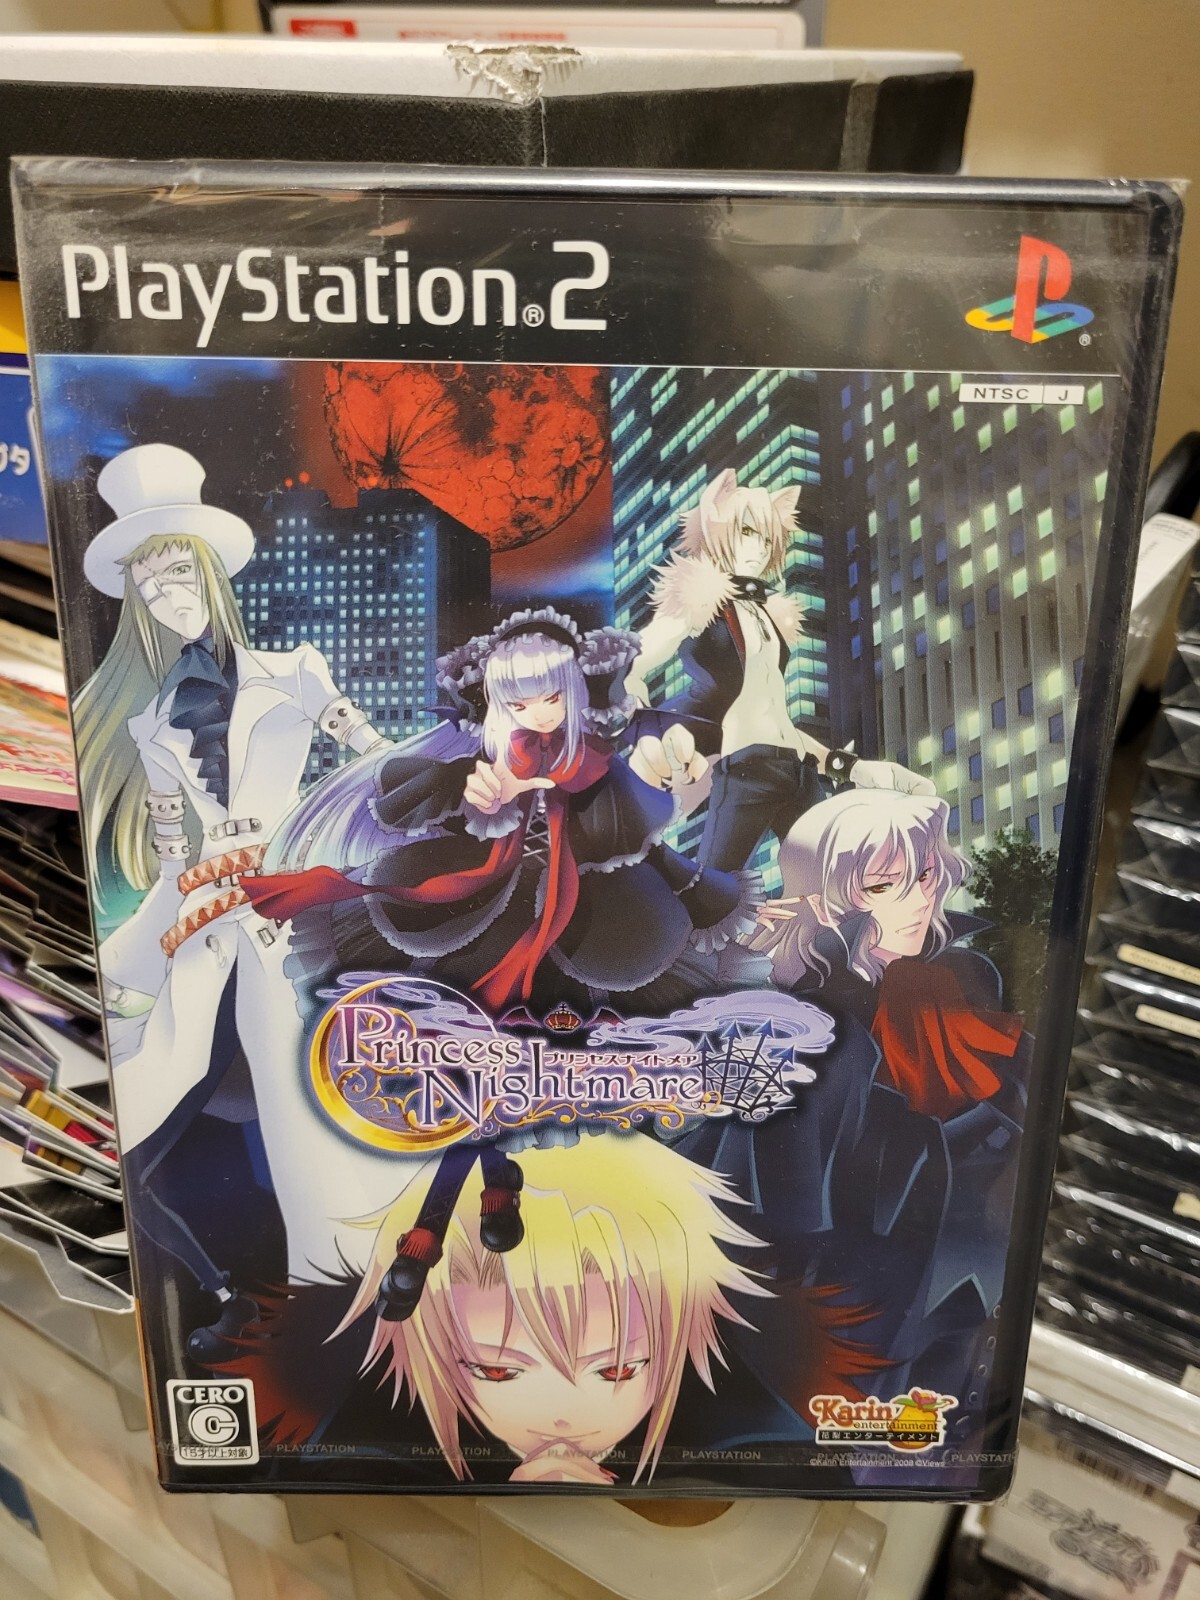 PlayStation®2
®
NTSC J
Princess
プリンセスナイトメア
Nightmare
CERO
C
15才以上対象
Karin
entertainment
花梨エンターテイメント
©Karin Entertainment 2008 ©Views
PLAYSTATION PLAYSTATION PLAYSTATION PLAYSTATION PLAYSTATION